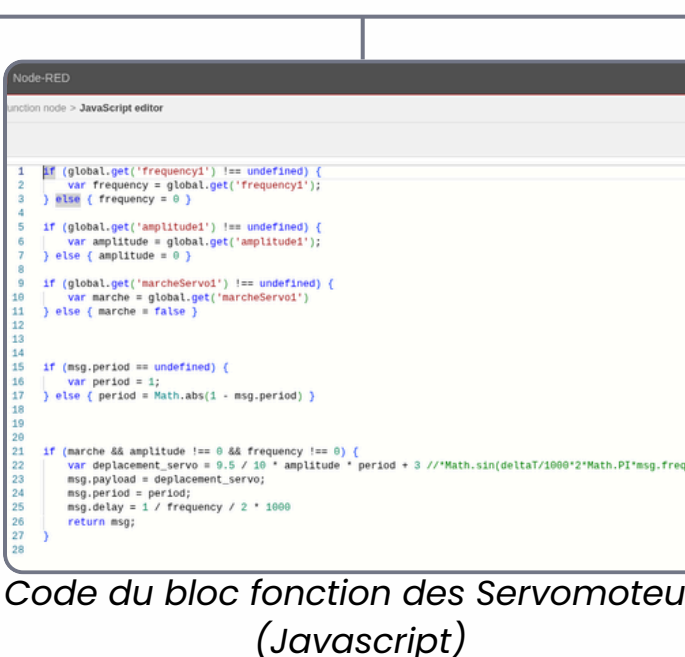 Node-RED
unction node > JavaScript editor
1 if (global.get('frequency1') !== undefined) {
2 var frequency = global.get('frequency1');
3 } else { frequency = 0 }
4
5 if (global.get('amplitude1') !== undefined) {
6 var amplitude = global.get('amplitude1');
7 } else { amplitude = 0 }
8
9 if (global.get('marcheServo1') !== undefined) {
10 var marche = global.get('marcheServo1')
11 } else { marche = false }
12
13
14
15 if (msg.period == undefined) {
16 var period = 1;
17 } else { period = Math.abs(1 - msg.period) }
18
19
20
21 if (marche && amplitude !== 0 && frequency !== 0) {
22 var deplacement_servo = 9.5 / 10 * amplitude * period + 3 //*Math.sin(deltaT/1000*2*Math.PI*msg.freq
23 msg.payload = deplacement_servo;
24 msg.period = period;
25 msg.delay = 1 / frequency / 2 * 1000
26 return msg;
27 }
28
Code du bloc fonction des Servomoteu
(Javascript)